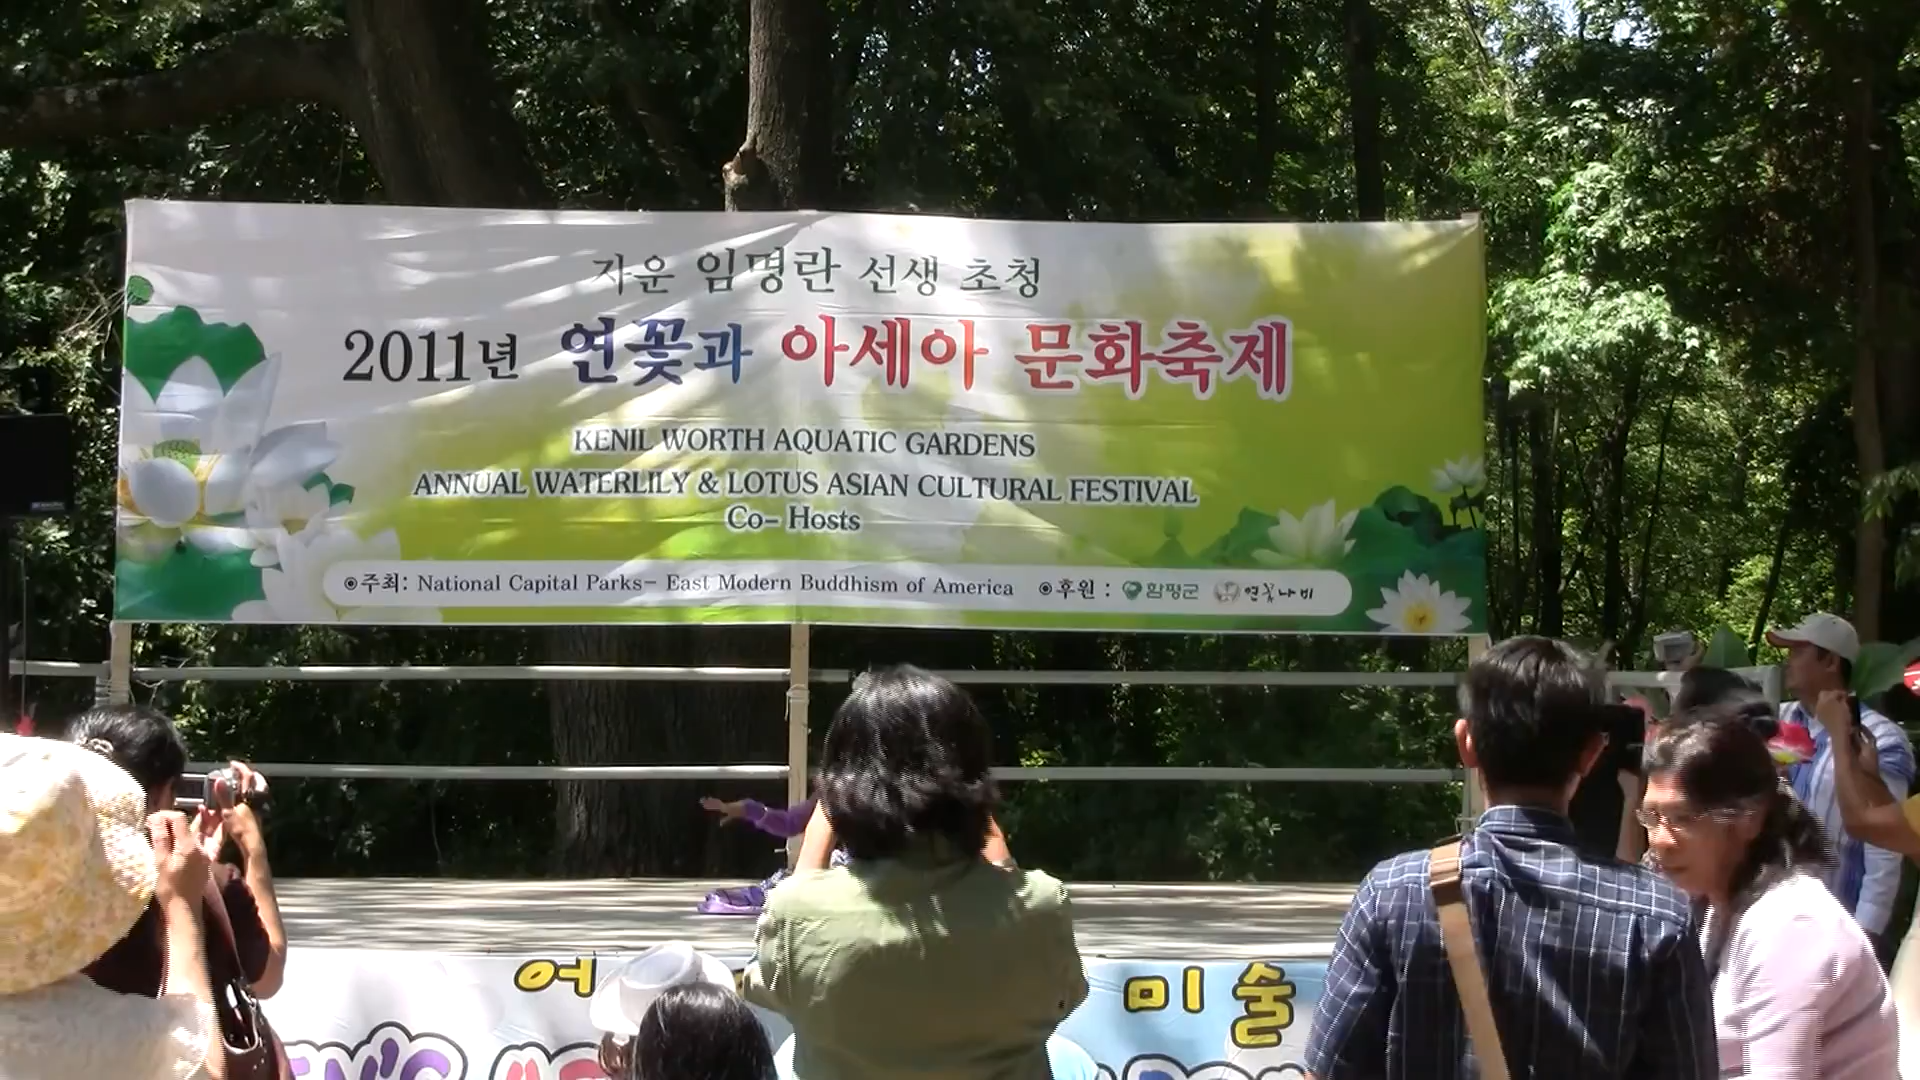 지운 임명란 선생 초청
2011년 연꽃과 아세아 문화축제
KENIL WORTH AQUATIC GARDENS
ANNUAL WATERLILY & LOTUS ASIAN CULTURAL FESTIVAL
Co- Hosts
◉주최: National Capital Parks- East Modern Buddhism of America ◉후원 : 함평군 연꽃나비
어 미술